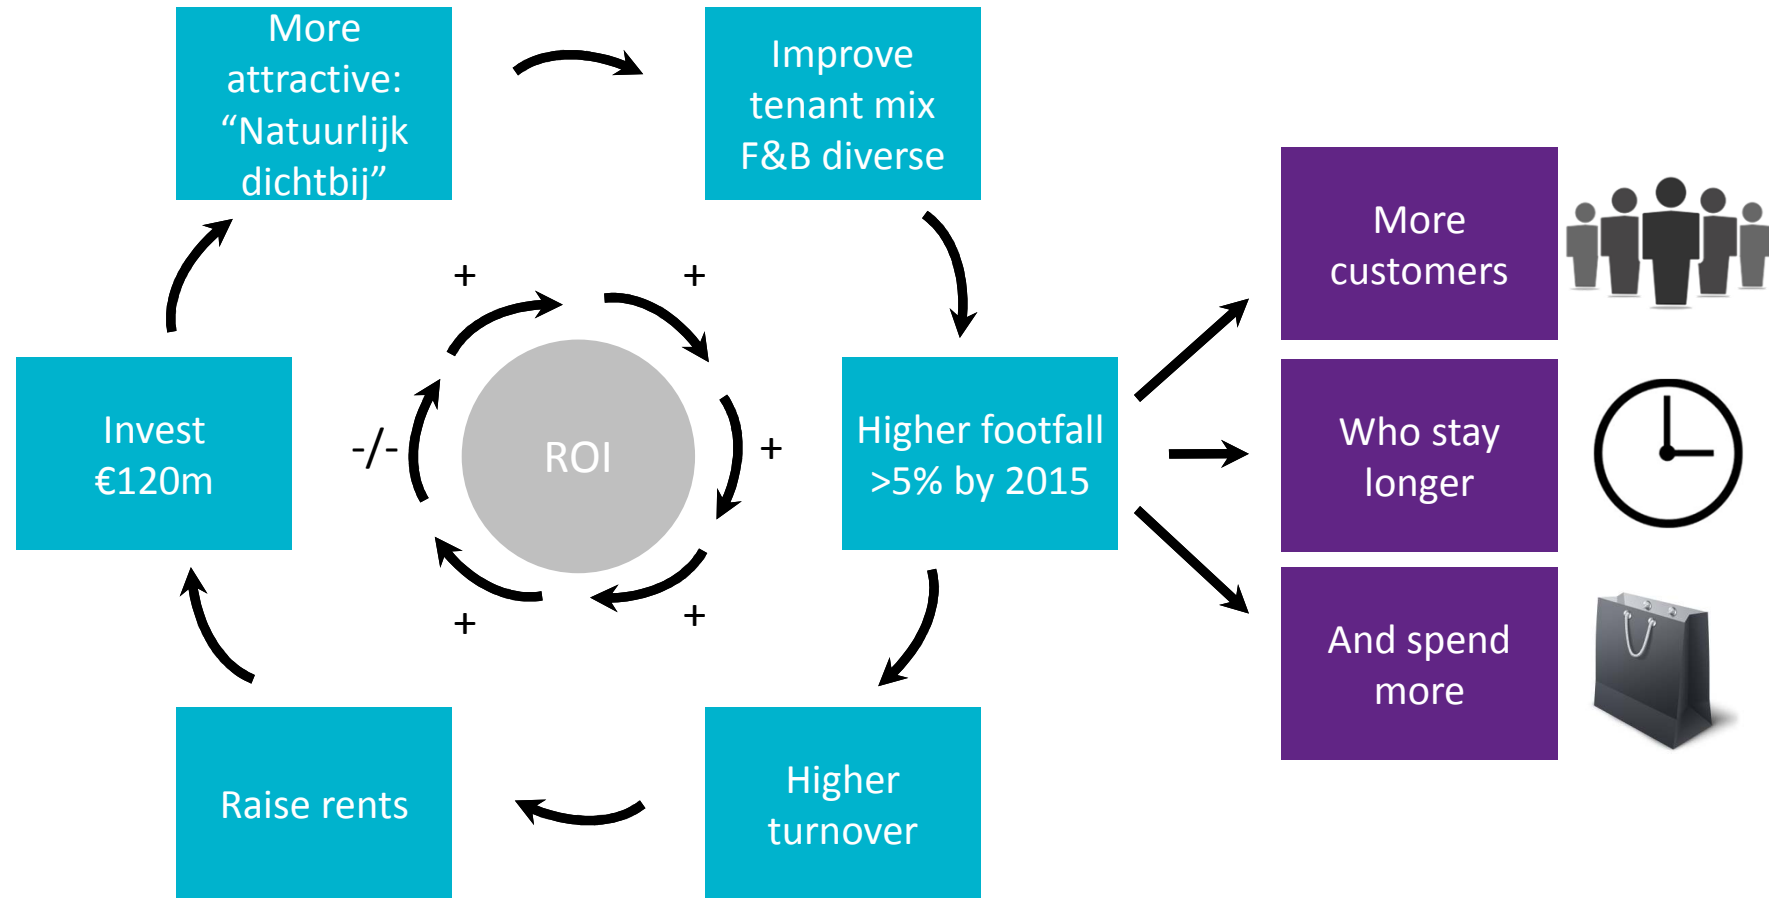 More
attractive:
“Natuurlijk
dichtbij”
Improve
tenant mix
F&B diverse
More
customers
+
+
Invest
€120m
-/-
ROI
+
Higher footfall
>5% by 2015
Who stay
longer
+
+
And spend
more
Raise rents
Higher
turnover